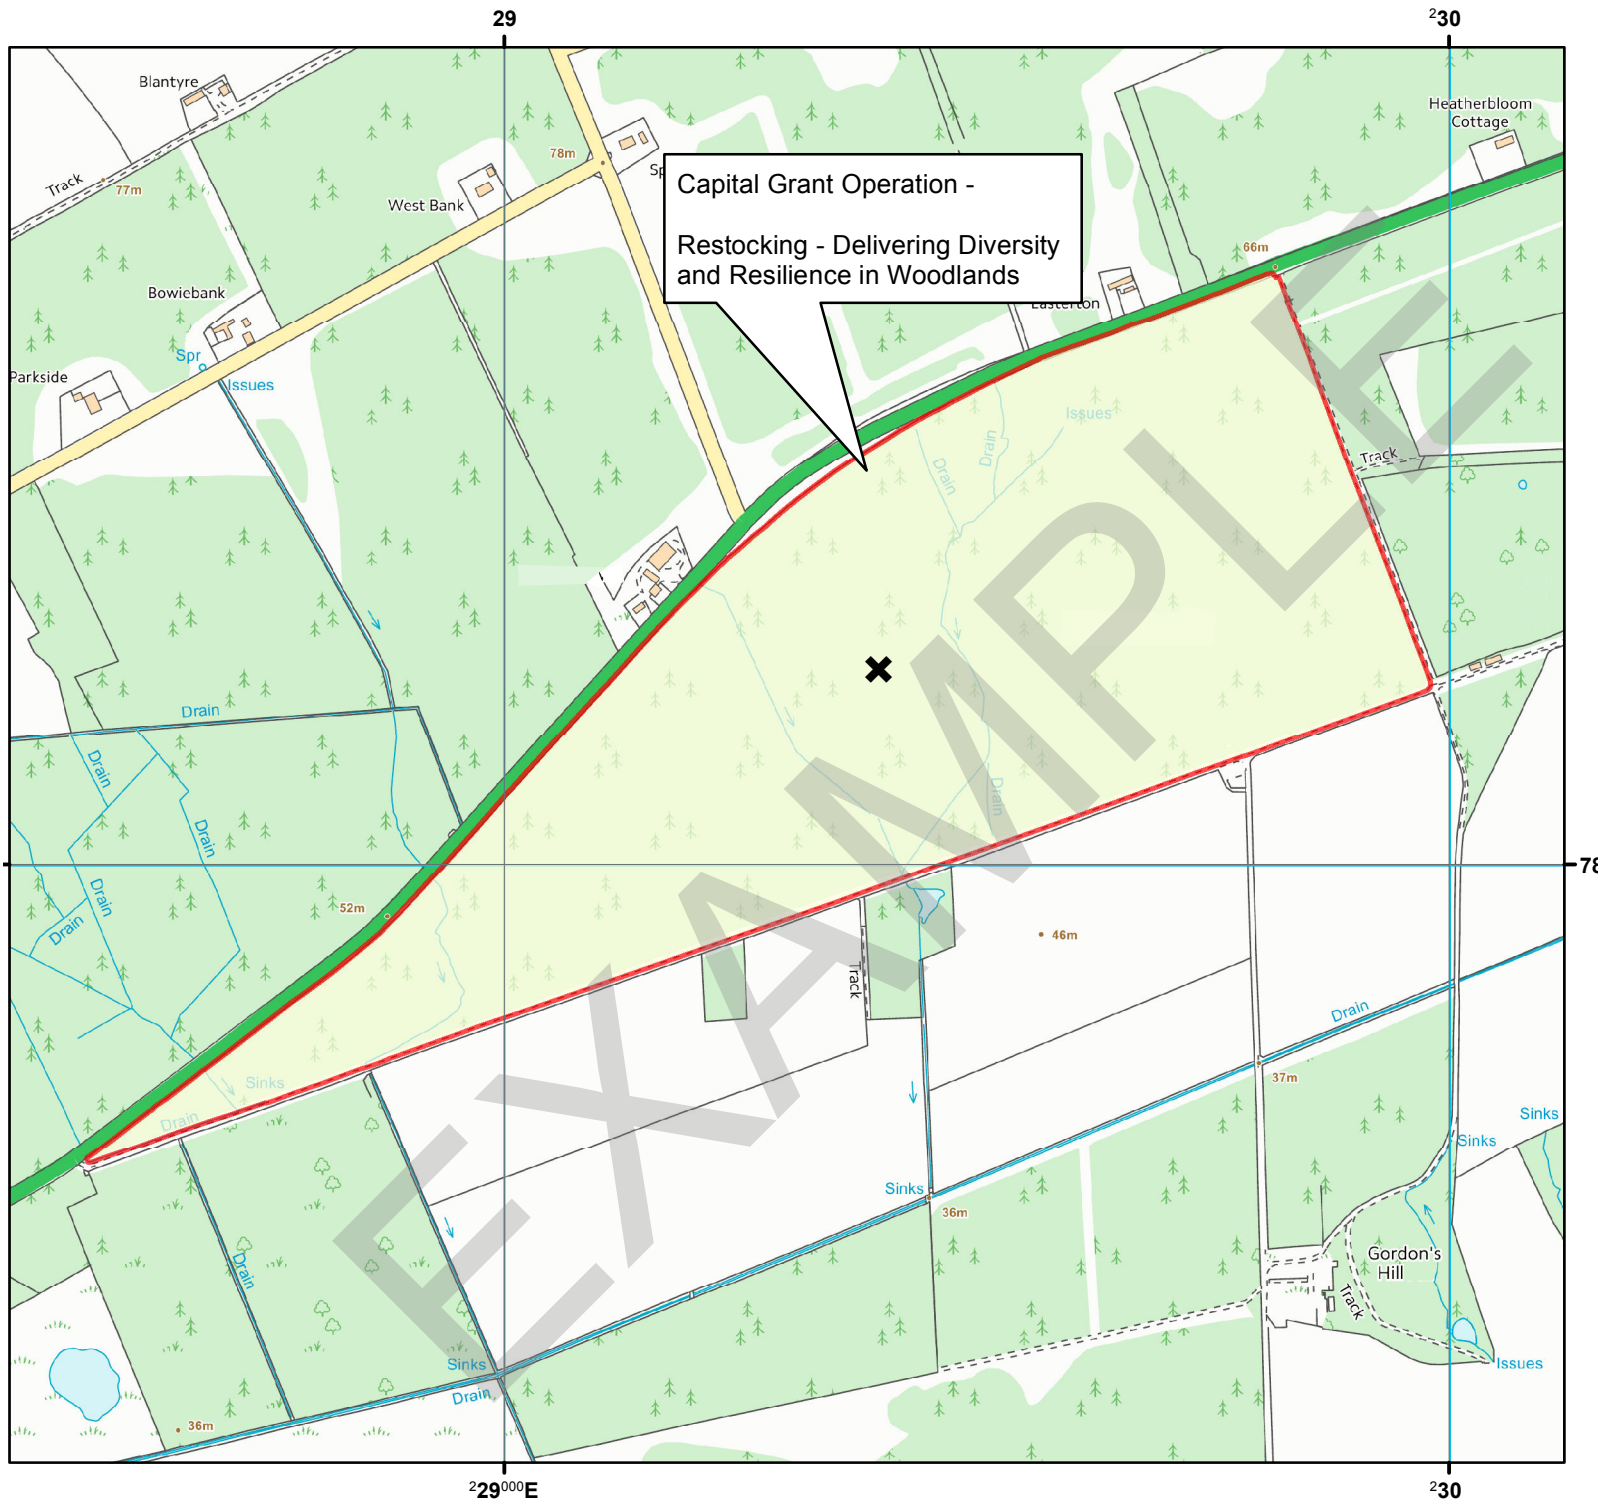 29
²30
Blantyre
Heatherbloom
Cottage
78m
Track
77m
Sp
Capital Grant Operation -
West Bank
Restocking - Delivering Diversity
and Resilience in Woodlands
66m
Bowiebank
Easterton
Spr
Parkside
Issues
Issues
Drain
Drain
Track
EXAMPLE
Drain
Drain
Drain
Drain
78
Drain
52m
Drain
46m
Track
Drain
Sinks
37m
Drain
Sinks
Sinks
Sinks
36m
Drain
Gordon's
Hill
Track
Sinks
Drain
Issues
36m
²29⁰⁰⁰E
²30